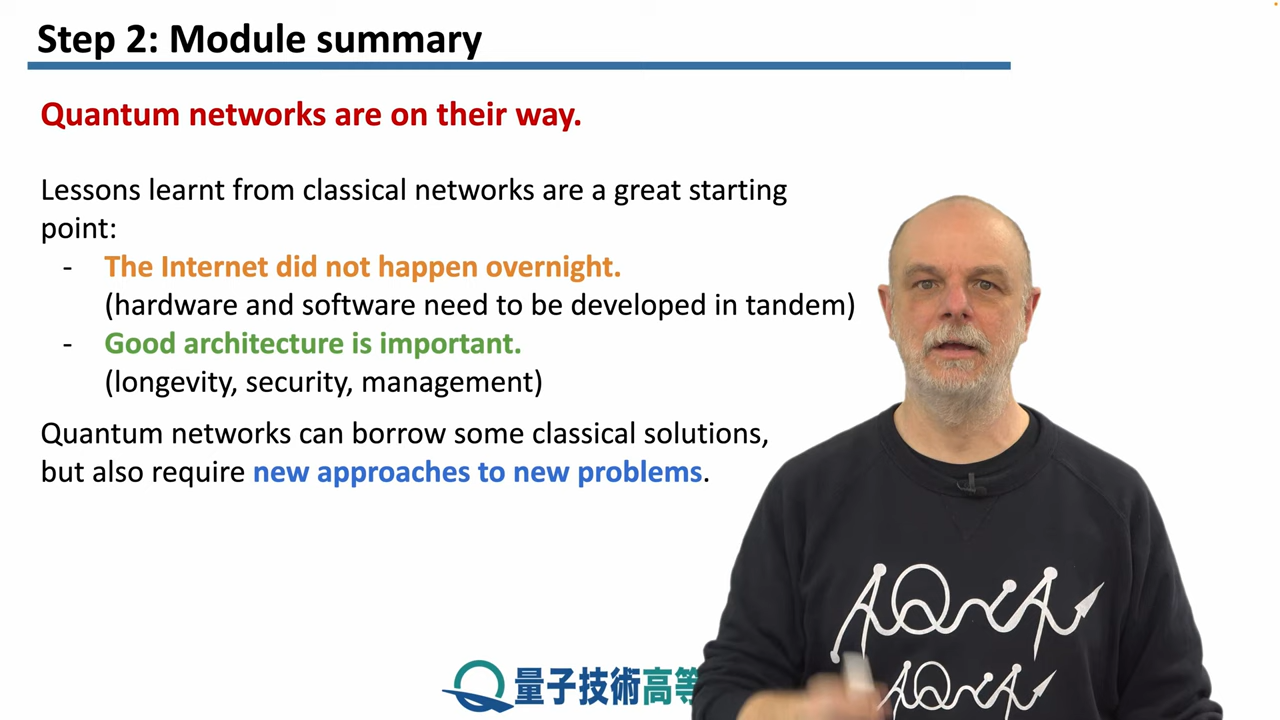 Step 2: Module summary
Quantum networks are on their way.
Lessons learnt from classical networks are a great starting
point:
- The Internet did not happen overnight.
(hardware and software need to be developed in tandem)
- Good architecture is important.
(longevity, security, management)
Quantum networks can borrow some classical solutions,
but also require new approaches to new problems.
量子技術高等